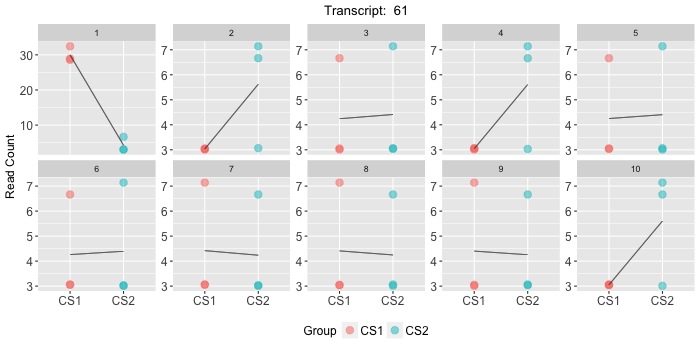 Transcript: 61
1 2 3 4 5
30 7 7 7 7
6 6 6 6
20 5 5 5 5
10 4 4 4 4
3 3 3 3
Read Count
6 7 8 9 10
7 7 7 7 7
6 6 6 6 6
5 5 5 5 5
4 4 4 4 4
3 3 3 3 3
CS1 CS2 CS1 CS2 CS1 CS2 CS1 CS2 CS1 CS2
Group CS1 CS2